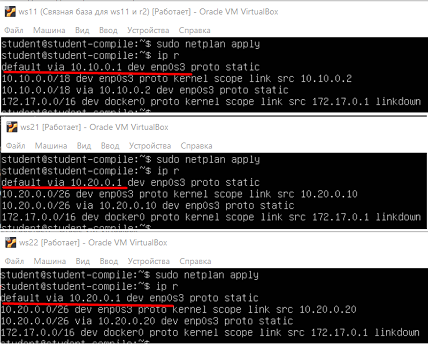 ws11 (Связная база для ws11 и r2) [Работает] - Oracle VM VirtualBox
Файл Машина Вид Ввод Устройства Справка
student@student-compile:~$ sudo netplan apply
student@student-compile:~$ ip r
default via 10.10.0.1 dev enp0s3 proto static
10.10.0.0/18 dev enp0s3 proto kernel scope link src 10.10.0.2
10.10.0.0/18 via 10.10.0.2 dev enp0s3 proto static
172.17.0.0/16 dev docker0 proto kernel scope link src 172.17.0.1 linkdown
ws21 [Работает] - Oracle VM VirtualBox
Файл Машина Вид Ввод Устройства Справка
student@student-compile:~$ sudo netplan apply
student@student-compile:~$ ip r
default via 10.20.0.1 dev enp0s3 proto static
10.20.0.0/26 dev enp0s3 proto kernel scope link src 10.20.0.10
10.20.0.0/26 via 10.20.0.10 dev enp0s3 proto static
172.17.0.0/16 dev docker0 proto kernel scope link src 172.17.0.1 linkdown
ws22 [Работает] - Oracle VM VirtualBox
Файл Машина Вид Ввод Устройства Справка
student@student-compile:~$ sudo netplan apply
student@student-compile:~$ ip r
default via 10.20.0.1 dev enp0s3 proto static
10.20.0.0/26 dev enp0s3 proto kernel scope link src 10.20.0.20
10.20.0.0/26 via 10.20.0.20 dev enp0s3 proto static
172.17.0.0/16 dev docker0 proto kernel scope link src 172.17.0.1 linkdown